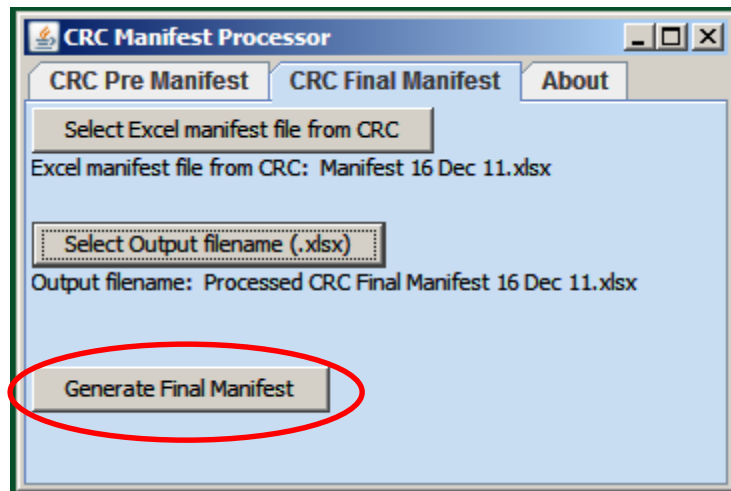 CRC Manifest Processor
CRC Pre Manifest CRC Final Manifest About
Select Excel manifest file from CRC
Excel manifest file from CRC: Manifest 16 Dec 11.xlsx
Select Output filename (.xlsx)
Output filename: Processed CRC Final Manifest 16 Dec 11.xlsx
Generate Final Manifest